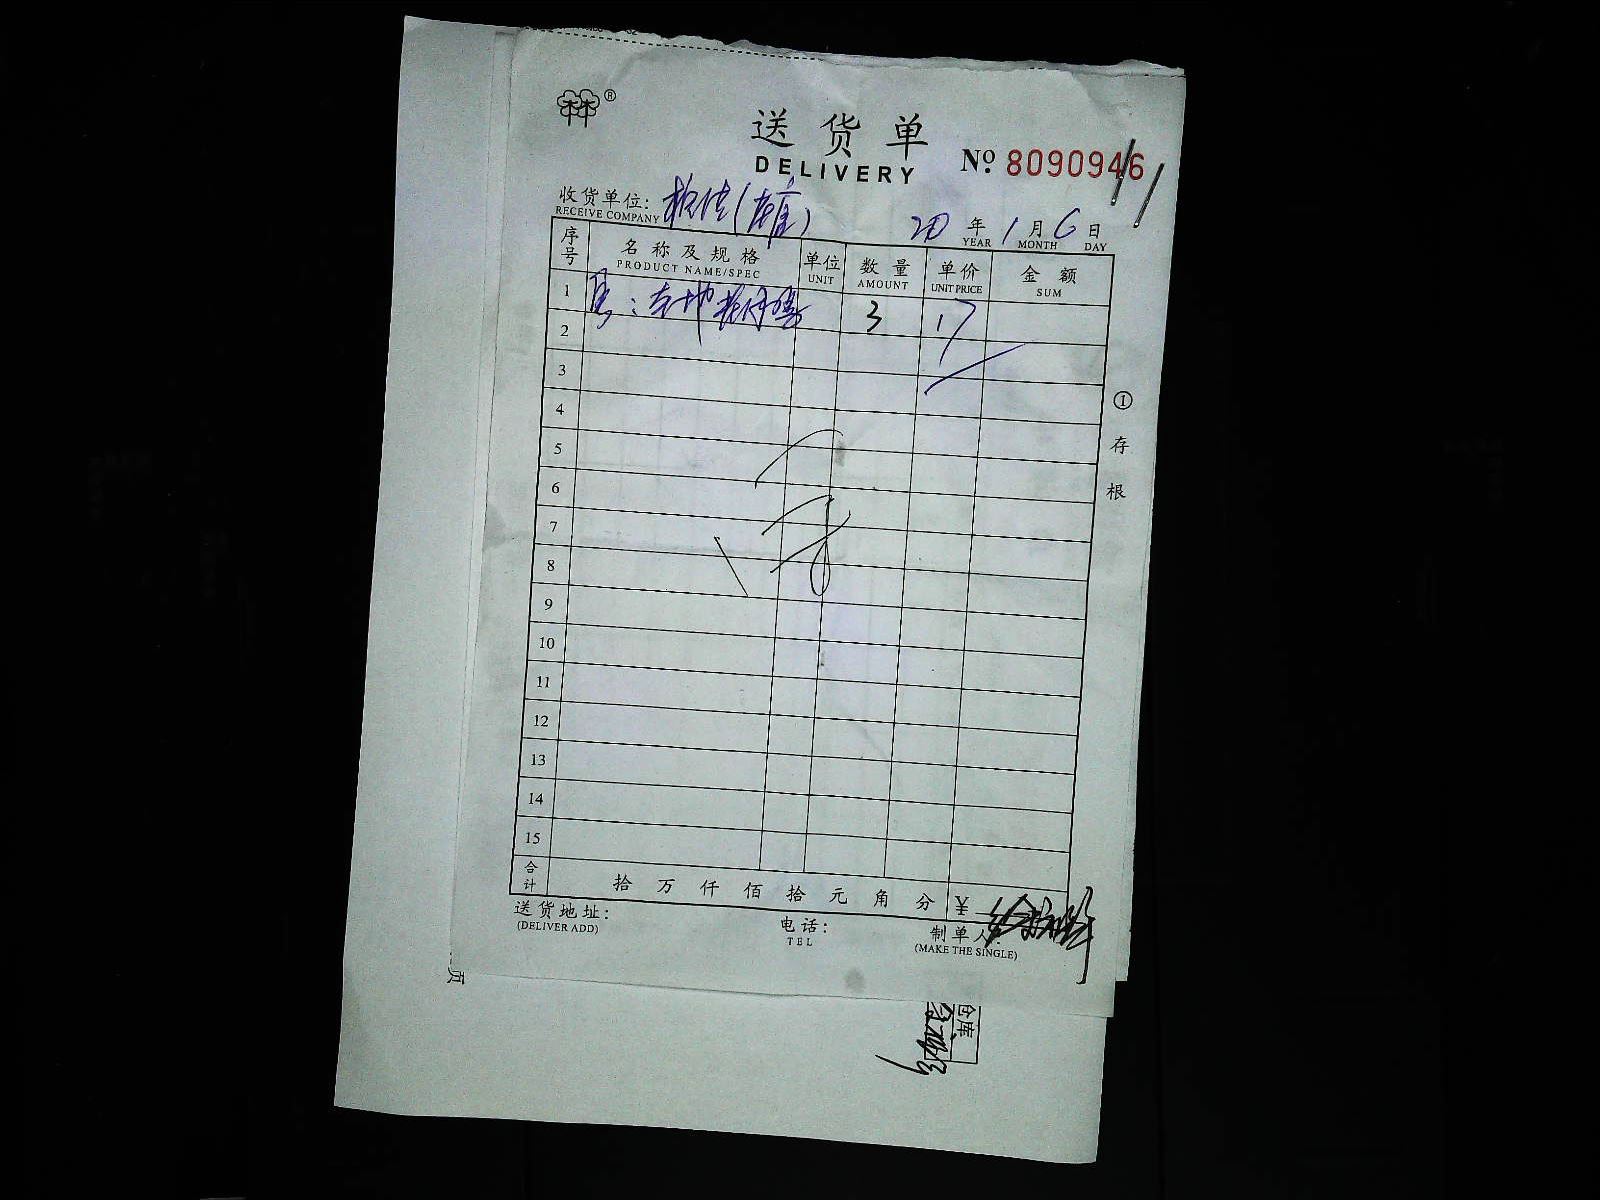 ®
送货单
DELIVERY
№ 8090946
收货单位:
RECEIVE COMPANY
20 年 1 月 6 日
YEAR MONTH DAY
序号 名称及规格 单位 数量 单价 金额
PRODUCT NAME/SPEC UNIT AMOUNT UNIT PRICE SUM
1 3 17
2
3
4
5
6
7
8
9
10
11
12
13
14
15
① 存根
合计 拾 万 仟 佰 拾 元 角 分 ¥
送货地址: 电话: 制单人:
(DELIVER ADD) TEL (MAKE THE SINGLE)
页
仓库